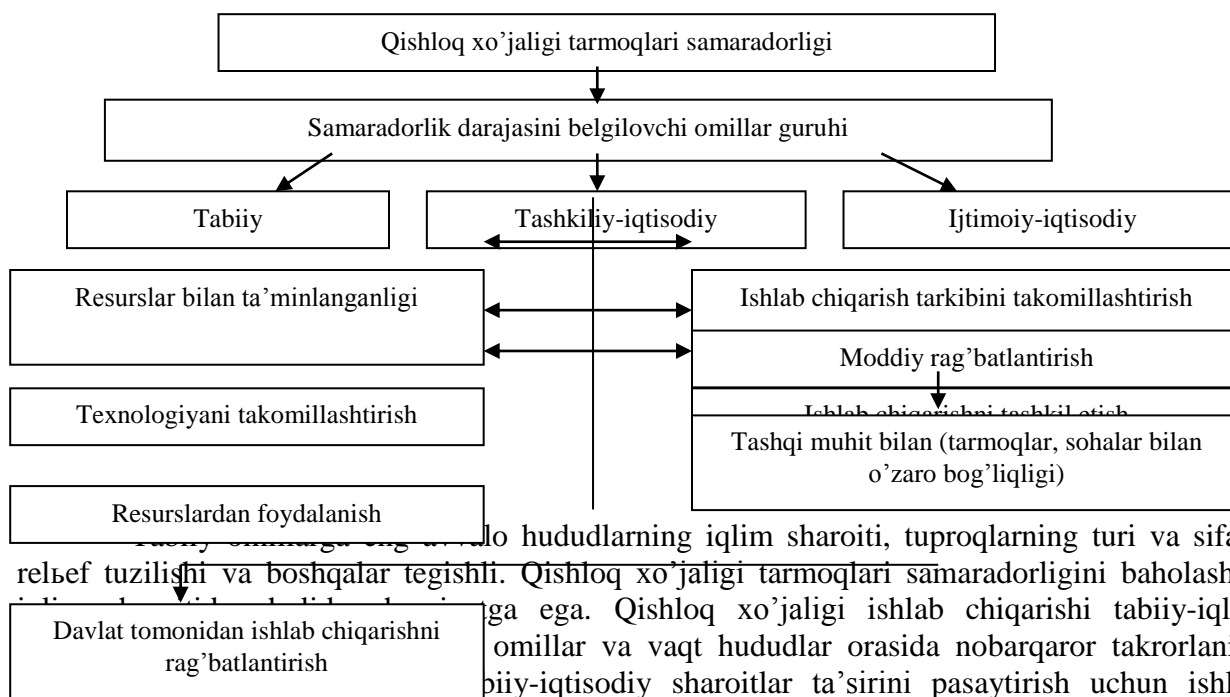 Qishloq xo’jaligi tarmoqlari samaradorligi
Samaradorlik darajasini belgilovchi omillar guruhi
Tabiiy
Tashkiliy-iqtisodiy
Ijtimoiy-iqtisodiy
Resurslar bilan ta’minlanganligi
Ishlab chiqarish tarkibini takomillashtirish
Moddiy rag’batlantirish
Texnologiyani takomillashtirish
Ishlab chiqarishni tashkil etish
Tashqi muhit bilan (tarmoqlar, sohalar bilan
o’zaro bog’liqligi)
Resurslardan foydalanish
hududlarning iqlim sharoiti, tuproqlarning turi va
relьef tuzilishi va boshqalar tegishli. Qishloq xo’jaligi tarmoqlari samaradorligini
ega. Qishloq xo’jaligi ishlab chiqarishi
Davlat tomonidan ishlab chiqarishni
rag’batlantirish
omillar va vaqt hududlar orasida nobarqaror
sharoitlar ta’sirini pasaytirish uchun